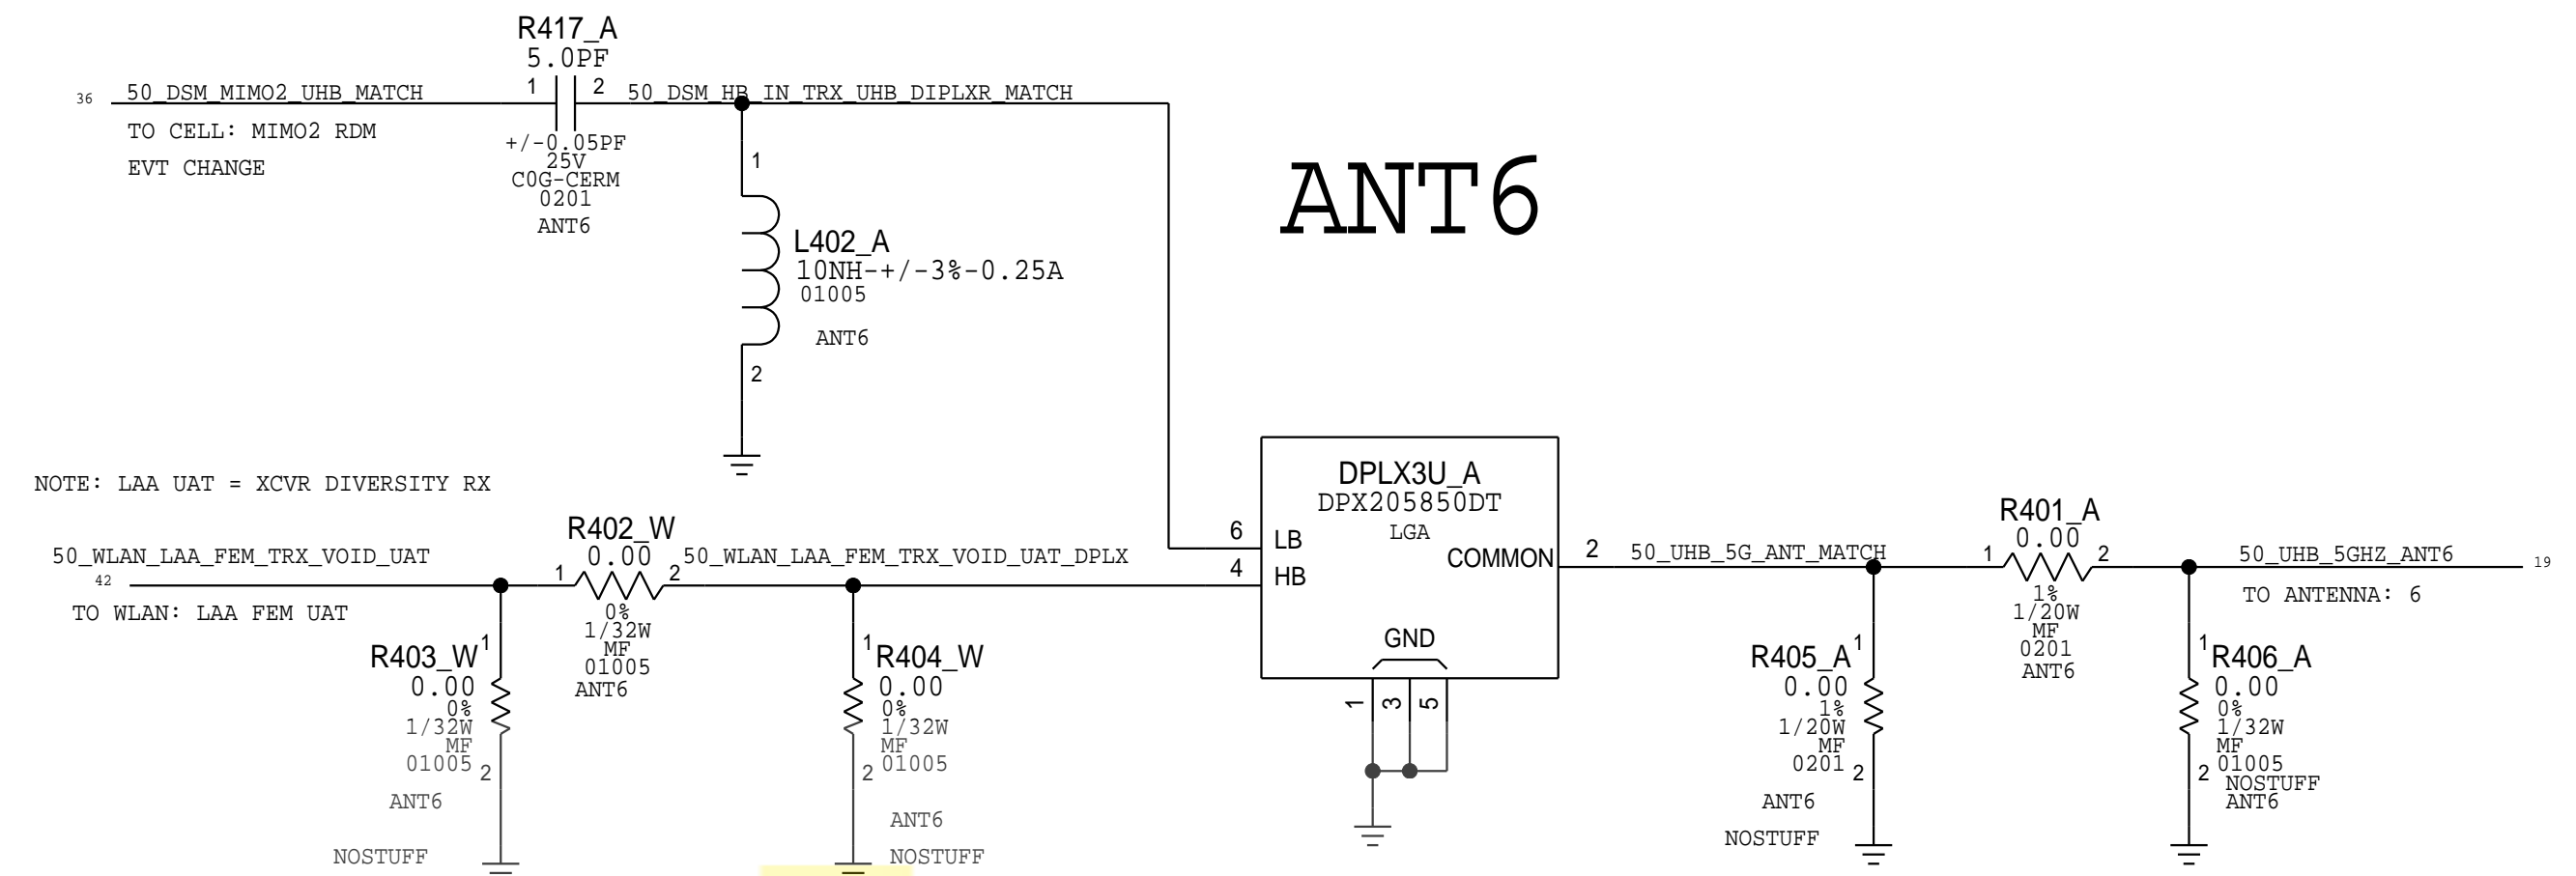 R417_A
5.0PF
1 2
36 50_DSM_MIMO2_UHB_MATCH
50_DSM_HB_IN_TRX_UHB_DIPLXR_MATCH
TO CELL: MIMO2 RDM
EVT CHANGE
+/-0.05PF
25V
C0G-CERM
0201
ANT6
1
L402_A
10NH-+/-3%-0.25A
01005
ANT6
2
ANT6
NOTE: LAA UAT = XCVR DIVERSITY RX
50_WLAN_LAA_FEM_TRX_VOID_UAT
42
TO WLAN: LAA FEM UAT
R402_W
0.00
1 2
0%
1/32W
MF
01005
ANT6
50_WLAN_LAA_FEM_TRX_VOID_UAT_DPLX
R403_W
1
0.00
0%
1/32W
MF
01005
2
ANT6
NOSTUFF
1
R404_W
0.00
0%
1/32W
MF
01005
2
ANT6
NOSTUFF
DPLX3U_A
DPX205850DT
LGA
6 LB
4 HB
COMMON 2
GND
1 3 5
50_UHB_5G_ANT_MATCH
R401_A
0.00
1 2
1%
1/20W
MF
0201
ANT6
50_UHB_5GHZ_ANT6
19
TO ANTENNA: 6
R405_A
1
0.00
1%
1/20W
MF
0201
2
ANT6
NOSTUFF
1
R406_A
0.00
0%
1/32W
MF
01005
2
NOSTUFF
ANT6